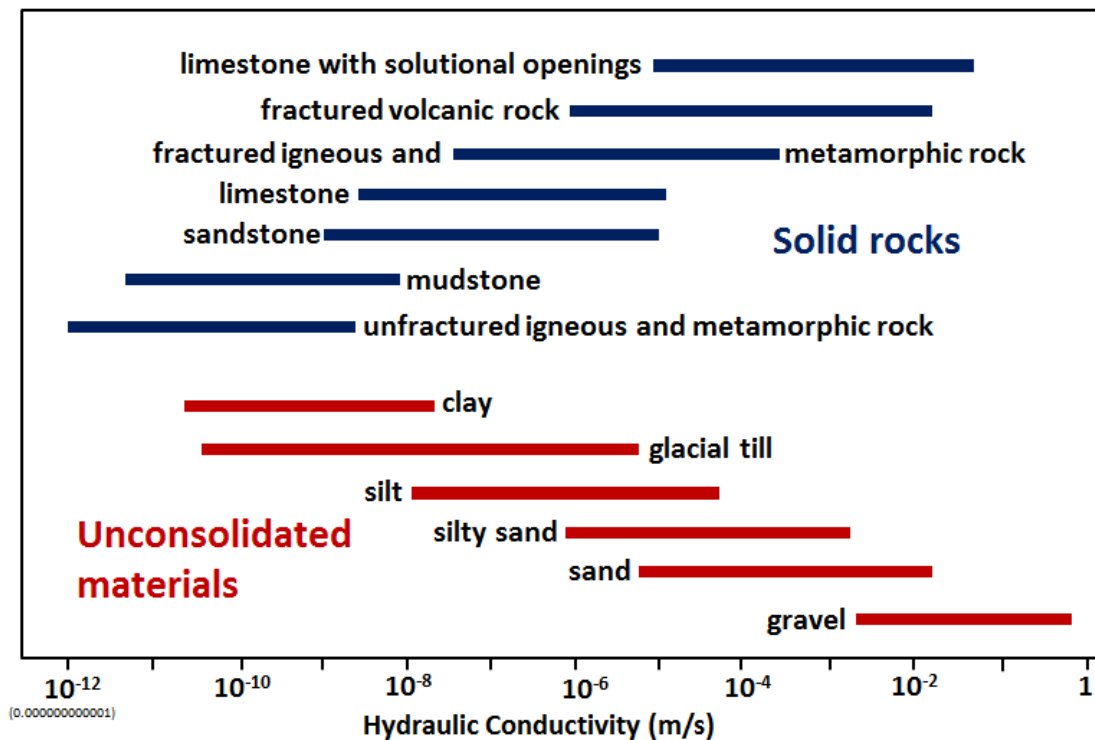 limestone with solutional openings
fractured volcanic rock
fractured igneous and metamorphic rock
limestone
sandstone
Solid rocks
mudstone
unfractured igneous and metamorphic rock
clay
glacial till
silt
Unconsolidated
materials
silty sand
sand
gravel
10⁻¹² 10⁻¹⁰ 10⁻⁸ 10⁻⁶ 10⁻⁴ 10⁻² 1
(0.000000000001)
Hydraulic Conductivity (m/s)